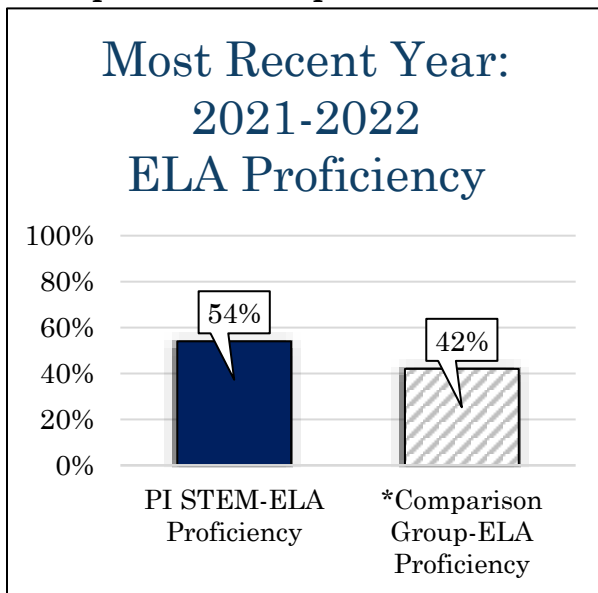 Most Recent Year:
2021-2022
ELA Proficiency
100%
80%
60%
40%
20%
0%
54%
42%
PI STEM-ELA
Proficiency
*Comparison
Group-ELA
Proficiency